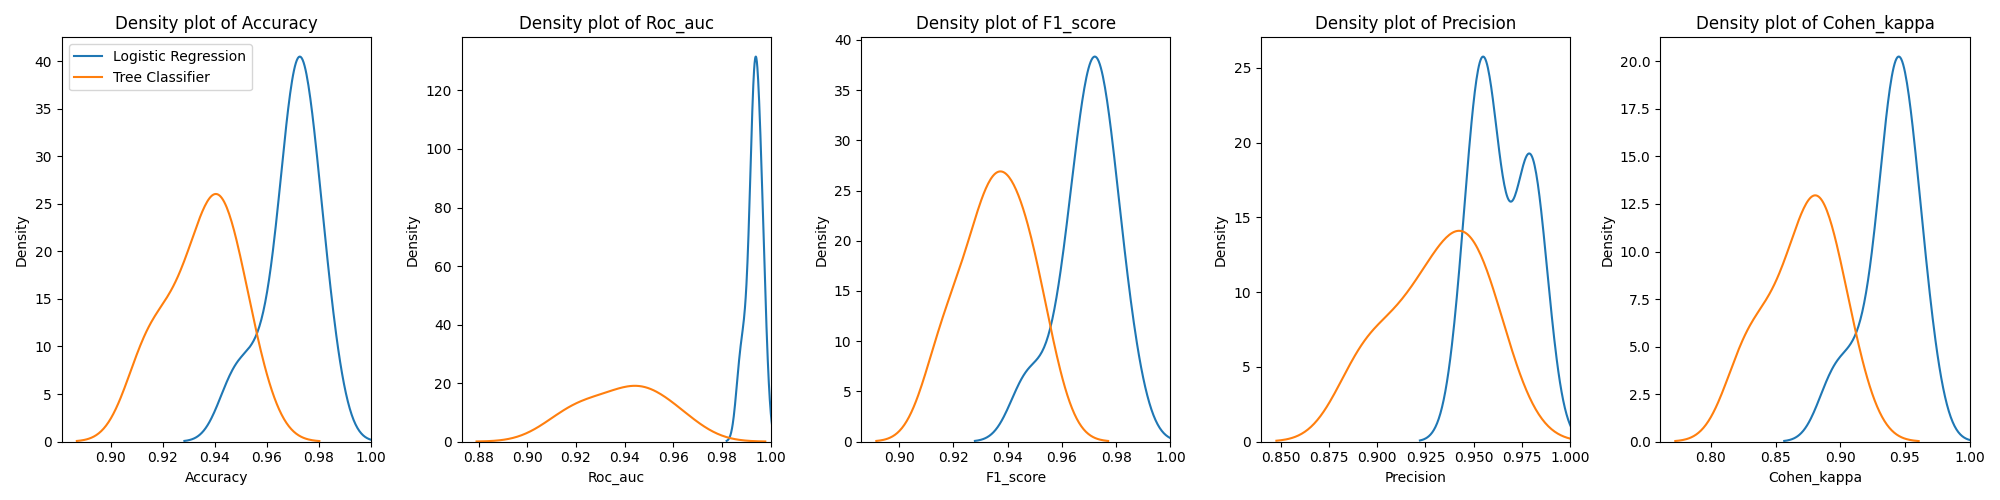 Density plot of Accuracy
Density
40
35
30
25
20
15
10
5
0
Logistic Regression
Tree Classifier
0.90 0.92 0.94 0.96 0.98 1.00
Accuracy
Density plot of Roc_auc
Density
120
100
80
60
40
20
0
0.88 0.90 0.92 0.94 0.96 0.98 1.00
Roc_auc
Density plot of F1_score
Density
40
35
30
25
20
15
10
5
0
0.90 0.92 0.94 0.96 0.98 1.00
F1_score
Density plot of Precision
Density
25
20
15
10
5
0
0.850 0.875 0.900 0.925 0.950 0.975 1.000
Precision
Density plot of Cohen_kappa
Density
20.0
17.5
15.0
12.5
10.0
7.5
5.0
2.5
0.0
0.80 0.85 0.90 0.95 1.00
Cohen_kappa